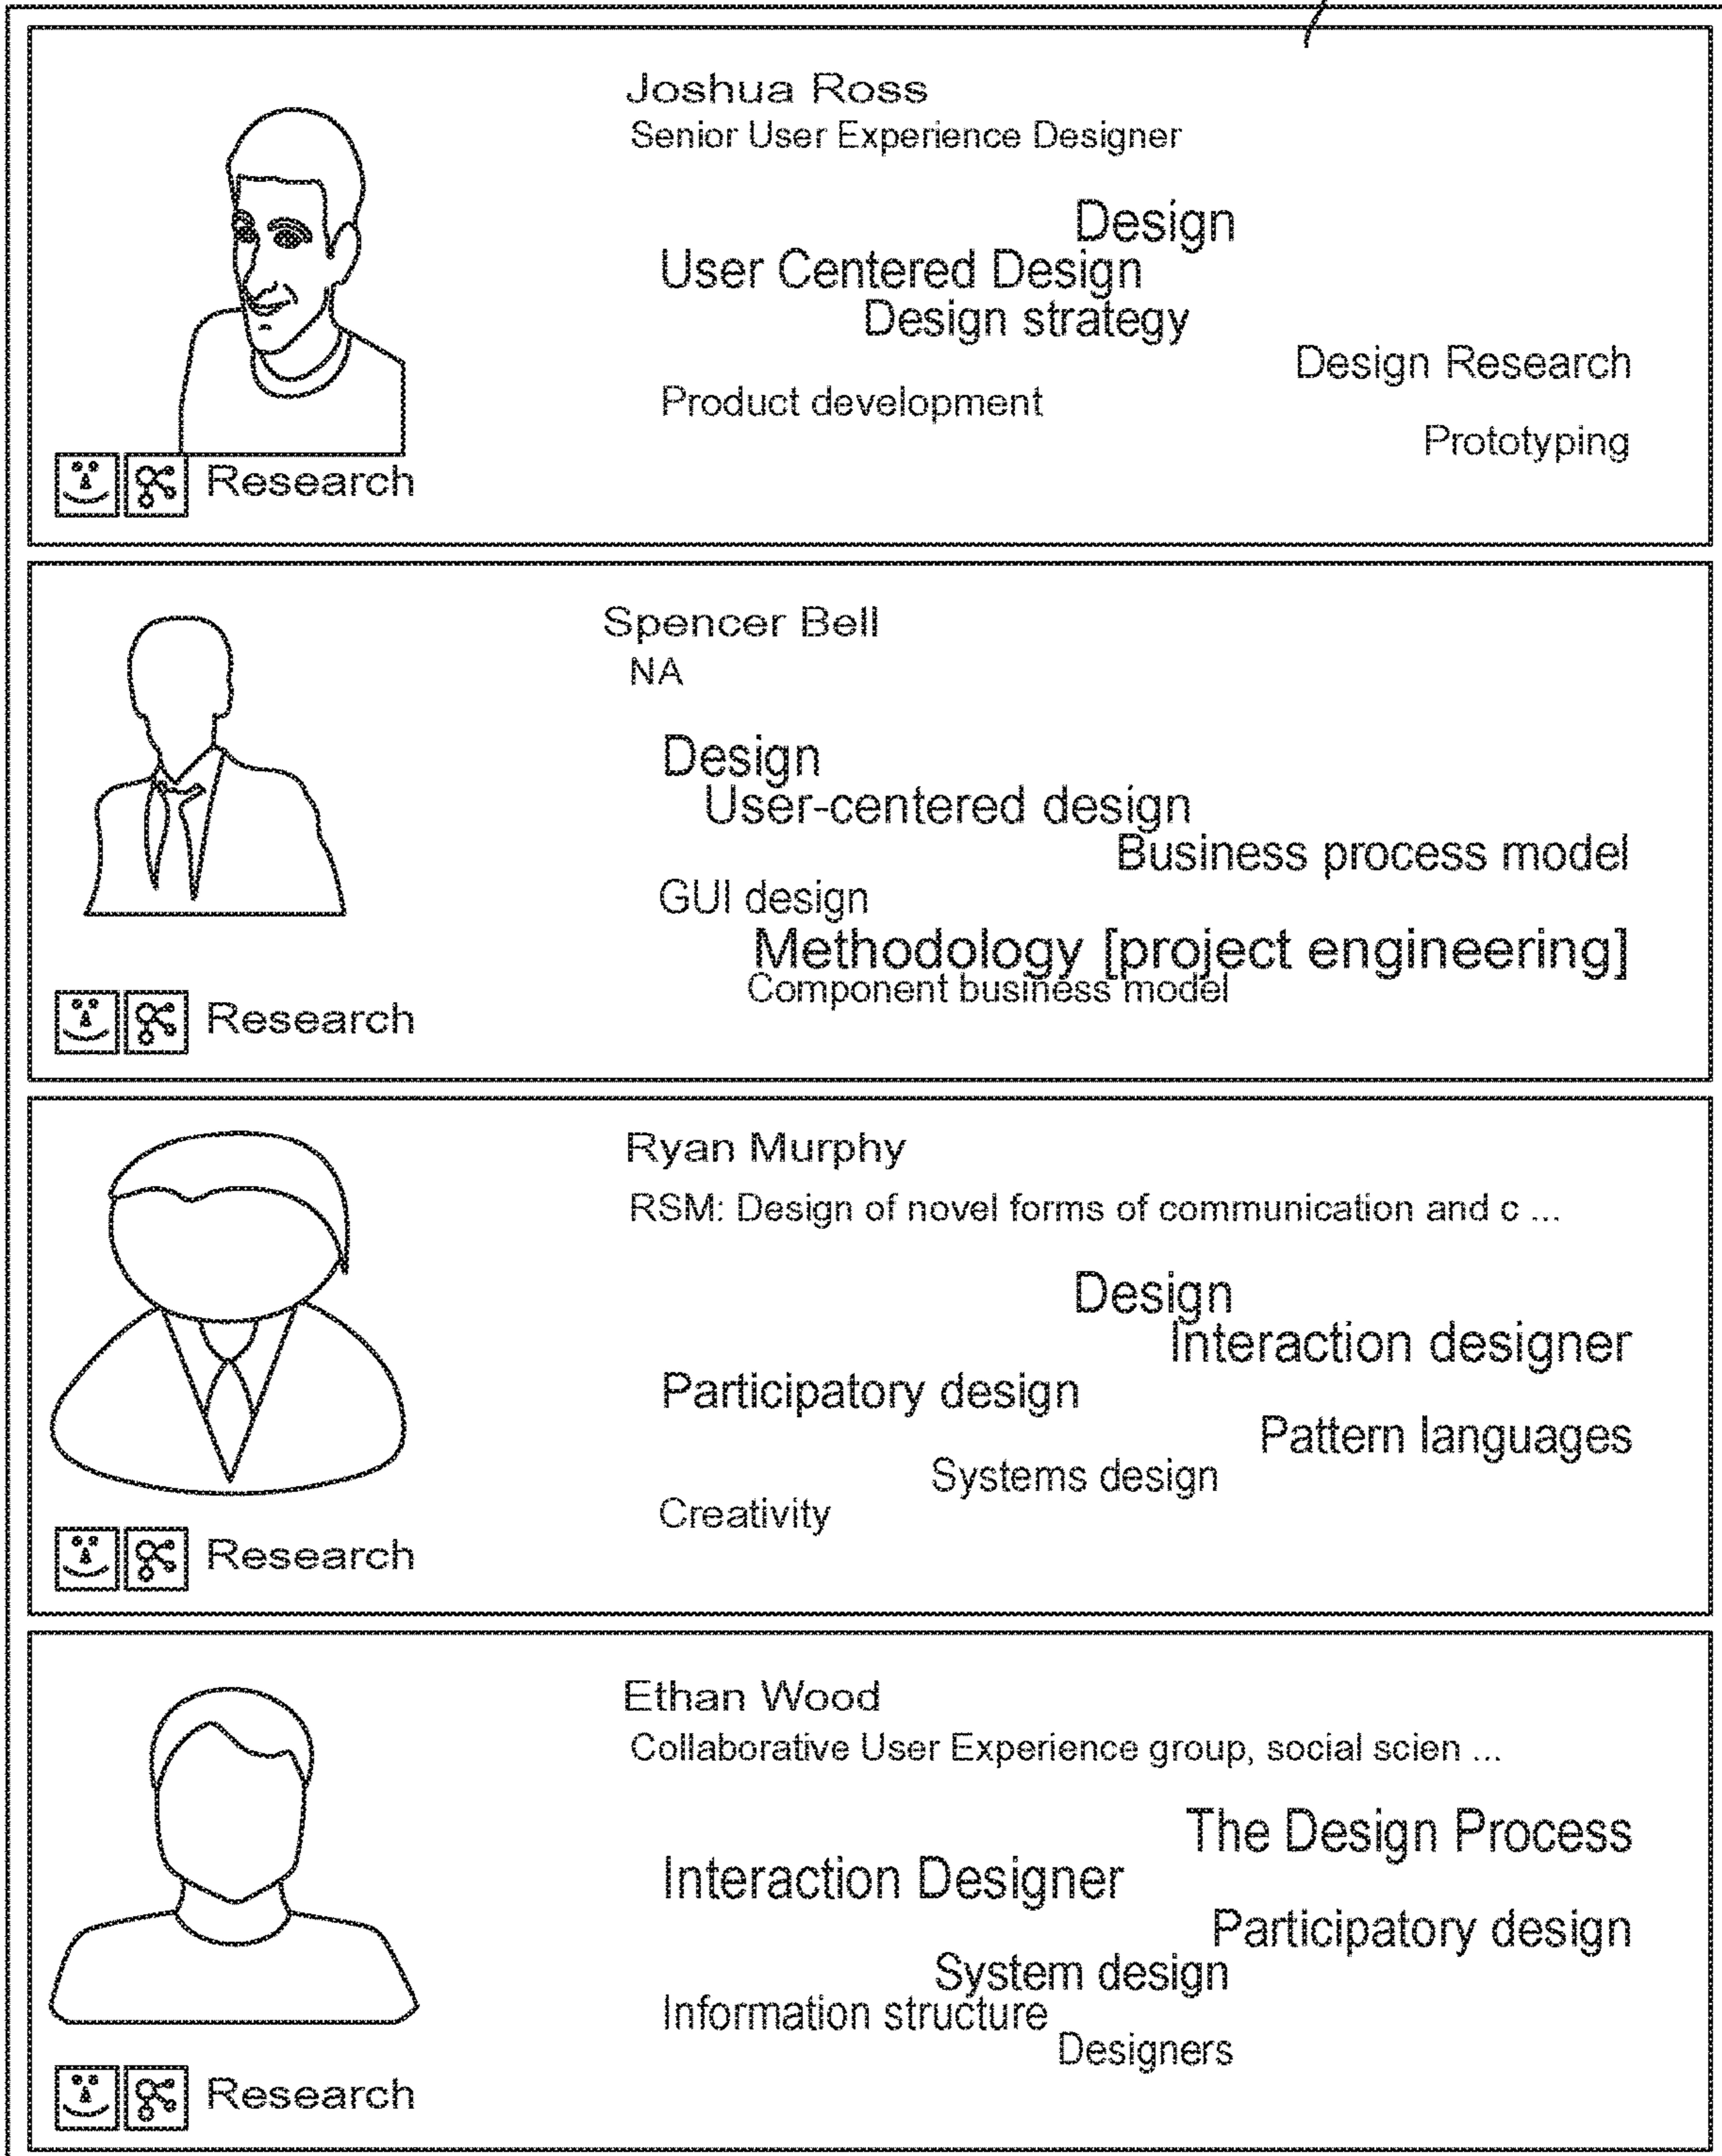 Joshua Ross
Senior User Experience Designer
Design
User Centered Design
Design strategy
Design Research
Product development
Prototyping
Research
Spencer Bell
NA
Design
User-centered design
Business process model
GUI design
Methodology [project engineering]
Component business model
Research
Ryan Murphy
RSM: Design of novel forms of communication and c ...
Design
Interaction designer
Participatory design
Pattern languages
Systems design
Creativity
Research
Ethan Wood
Collaborative User Experience group, social scien ...
The Design Process
Interaction Designer
Participatory design
System design
Information structure
Designers
Research